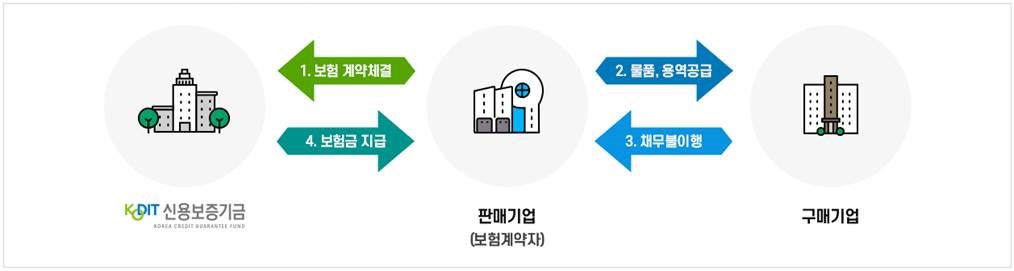 1. 보험 계약체결
2. 물품, 용역공급
4. 보험금 지급
3. 채무불이행
KODIT 신용보증기금
KOREA CREDIT GUARANTEE FUND
판매기업
(보험계약자)
구매기업